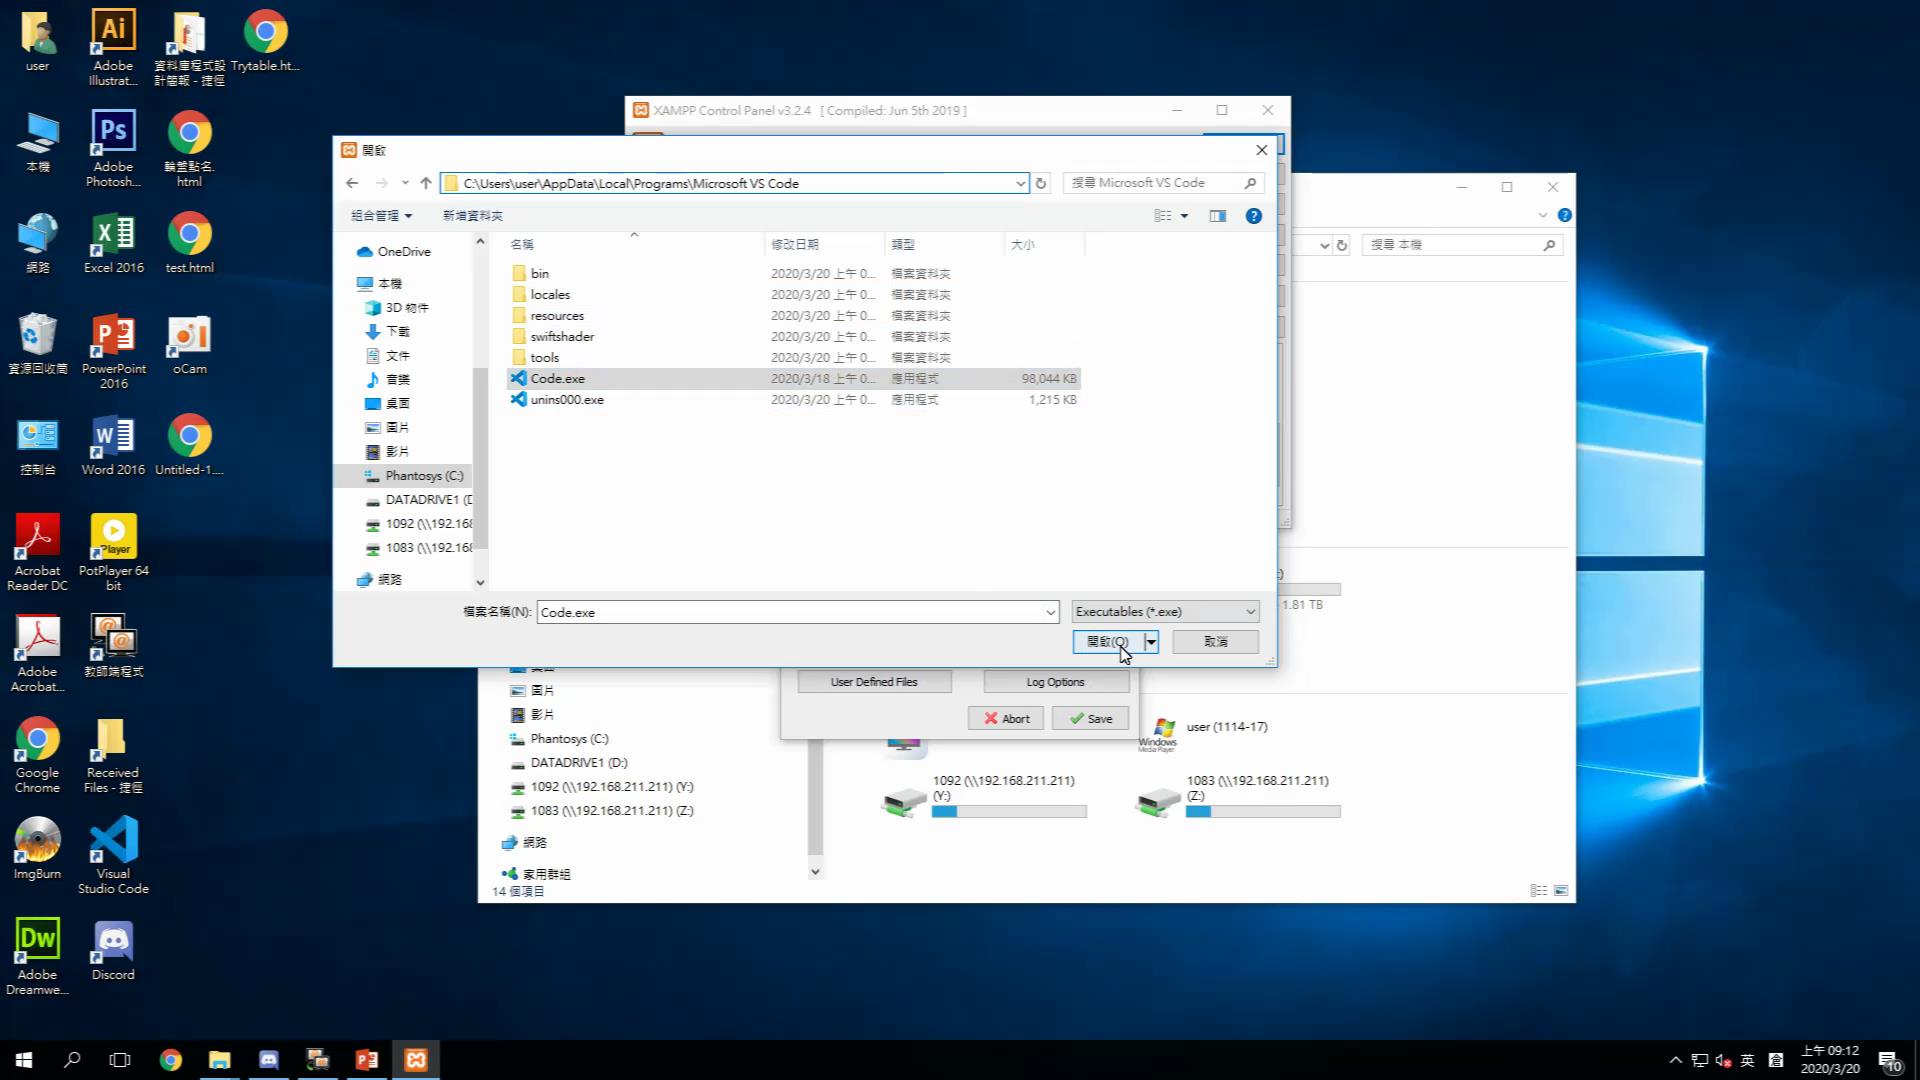 user
Adobe
Illustrat...
資料庫程式設
計簡報 - 捷徑
Trytable.ht...
本機
Adobe
Photosh...
輪蓋點名.
html
網路
Excel 2016
test.html
資源回收筒
PowerPoint
2016
oCam
控制台
Word 2016
Untitled-1....
Acrobat
Reader DC
PotPlayer 64
bit
Adobe
Acrobat...
教師端程式
Google
Chrome
Received
Files - 捷徑
ImgBurn
Visual
Studio Code
Adobe
Dreamwe...
Discord
XAMPP Control Panel v3.2.4 [ Compiled: Jun 5th 2019 ]
開啟
C:\Users\user\AppData\Local\Programs\Microsoft VS Code
搜尋 Microsoft VS Code
組合管理
新增資料夾
名稱
修改日期
類型
大小
OneDrive
本機
3D 物件
下載
文件
音樂
桌面
圖片
影片
Phantosys (C:)
DATADRIVE1 (D
1092 (\\192.168
1083 (\\192.168
網路
bin 2020/3/20 上午 0... 檔案資料夾
locales 2020/3/20 上午 0... 檔案資料夾
resources 2020/3/20 上午 0... 檔案資料夾
swiftshader 2020/3/20 上午 0... 檔案資料夾
tools 2020/3/20 上午 0... 檔案資料夾
Code.exe 2020/3/18 上午 0... 應用程式 98,044 KB
unins000.exe 2020/3/20 上午 0... 應用程式 1,215 KB
檔案名稱(N): Code.exe
Executables (*.exe)
開啟(O)
取消
搜尋 本機
1.81 TB
User Defined Files
Log Options
Abort
Save
圖片
影片
Phantosys (C:)
DATADRIVE1 (D:)
1092 (\\192.168.211.211) (Y:)
1083 (\\192.168.211.211) (Z:)
網路
家用群組
14 個項目
user (1114-17)
1092 (\\192.168.211.211)
(Y:)
1083 (\\192.168.211.211)
(Z:)
英
上午 09:12
2020/3/20
10